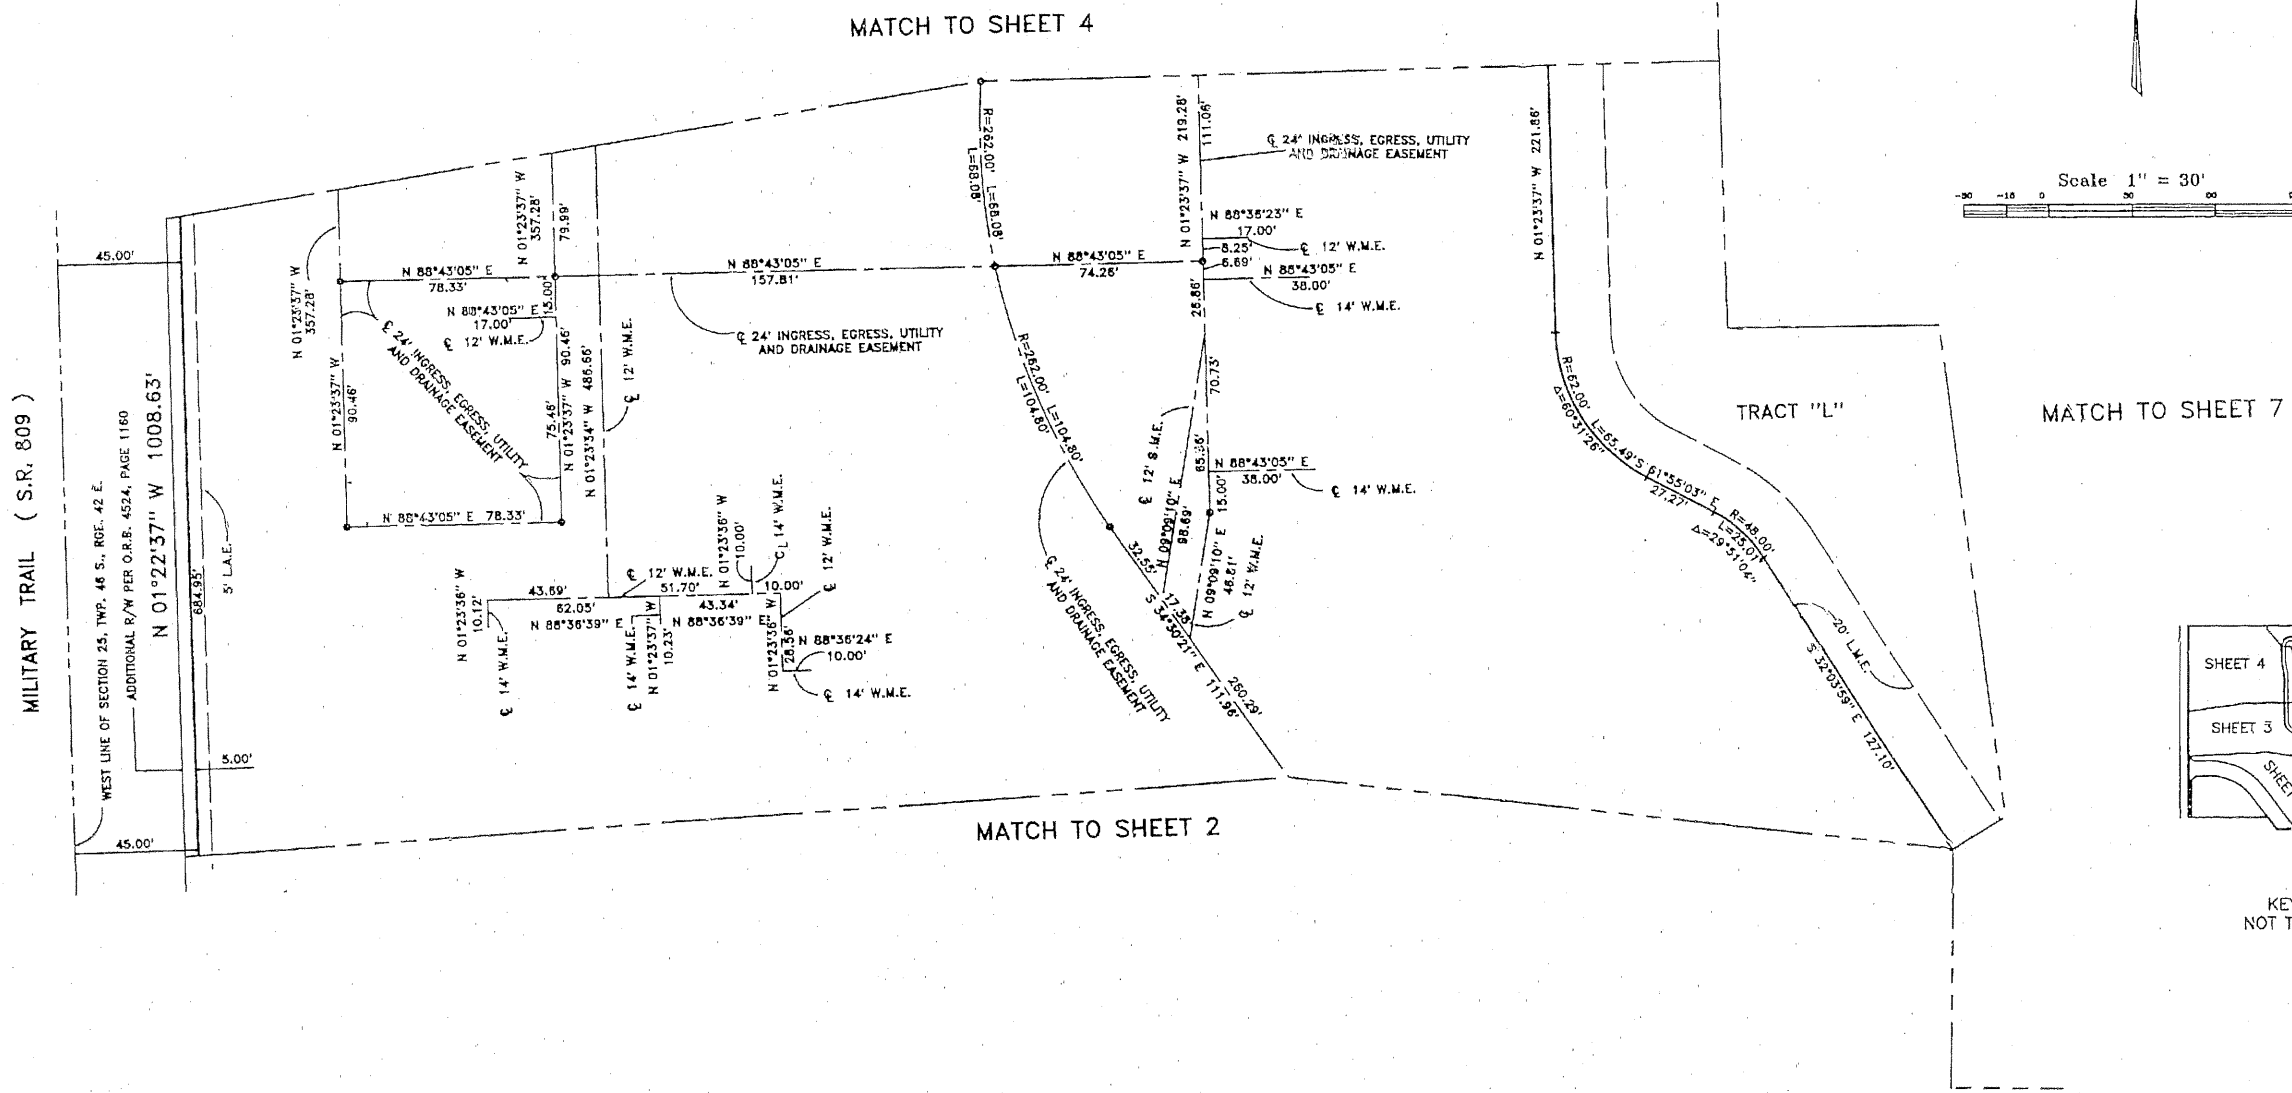 MATCH TO SHEET 4
Scale 1" = 30'
MILITARY TRAIL ( S.R. 809 )
WEST LINE OF SECTION 25, TWP. 46 S., RGE. 42 E.
ADDITIONAL R/W PER O.R.B. 4524, PAGE 1160
N 01°22'37" W 1008.63'
45.00'
45.00'
684.95'
5' L.A.E.
5.00'
N 01°23'37" W
357.28'
N 01°23'37" W
90.46'
N 88°43'05" E
78.33'
N 88°43'05" E
17.00'
℄ 12' W.M.E.
15.00'
℄ 24' INGRESS, EGRESS, UTILITY
AND DRAINAGE EASEMENT
N 88°43'05" E 78.33'
N 01°23'37" W
357.28'
79.99'
75.46'
N 01°23'37" W 90.46'
N 01°23'34" W 486.66'
℄ 12' W.M.E.
N 88°43'05" E
157.81'
℄ 24' INGRESS, EGRESS, UTILITY
AND DRAINAGE EASEMENT
R=262.00' L=68.08'
L=68.08'
N 88°43'05" E
74.26'
N 01°23'37" W 219.28'
111.06'
℄ 24' INGRESS, EGRESS, UTILITY
AND DRAINAGE EASEMENT
N 88°36'23" E
17.00'
8.25'
℄ 12' W.M.E.
6.69'
N 88°43'05" E
38.00'
℄ 14' W.M.E.
70.73'
R=262.00' L=104.80'
L=104.80'
℄ 12' S.M.E.
N 09°09'10" E
98.69'
15.00'
N 88°43'05" E
38.00'
℄ 14' W.M.E.
N 09°09'10" E
46.81'
℄ 12' W.M.E.
32.55'
17.38'
S 34°30'21" E 111.96'
260.29'
℄ 24' INGRESS, EGRESS, UTILITY
AND DRAINAGE EASEMENT
N 01°23'36" W
10.12'
43.69'
62.05'
N 88°36'39" E
℄ 14' W.M.E.
℄ 12' W.M.E.
51.70'
43.34'
N 88°36'39" E
℄ 14' W.M.E.
N 01°23'37" W
10.23'
N 01°23'36" W
10.00'
CL 14' W.M.E.
10.00'
℄ 12' W.M.E.
N 01°23'36" W
28.56'
N 88°36'24" E
10.00'
℄ 14' W.M.E.
N 01°23'37" W 221.86'
R=62.00' L=65.49'
Δ=60°31'26"
S 61°55'03" E
27.27'
R=48.00'
L=25.01'
Δ=29°51'04"
20' L.M.E.
S 32°03'59" E 127.10'
TRACT "L"
MATCH TO SHEET 7
MATCH TO SHEET 2
SHEET 4
SHEET 3
SHEET